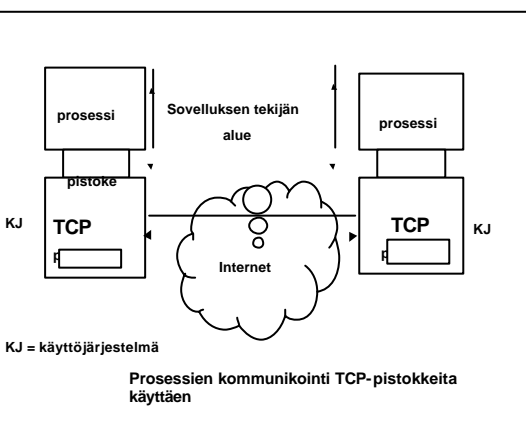 prosessi
Sovelluksen tekijän
alue
prosessi
pistoke
KJ
TCP
TCP
KJ
Internet
KJ = käyttöjärjestelmä
Prosessien kommunikointi TCP-pistokkeita
käyttäen